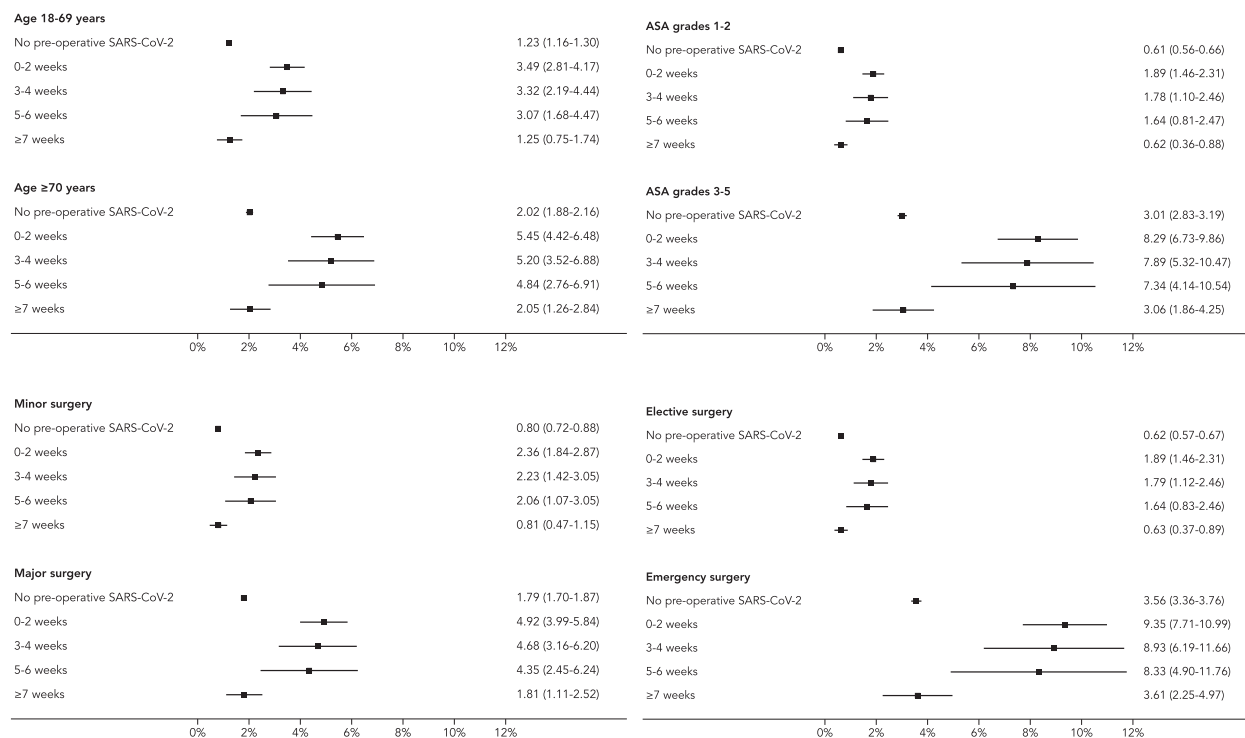 Age 18-69 years
No pre-operative SARS-CoV-2 1.23 (1.16-1.30)
0-2 weeks 3.49 (2.81-4.17)
3-4 weeks 3.32 (2.19-4.44)
5-6 weeks 3.07 (1.68-4.47)
≥7 weeks 1.25 (0.75-1.74)
Age ≥70 years
No pre-operative SARS-CoV-2 2.02 (1.88-2.16)
0-2 weeks 5.45 (4.42-6.48)
3-4 weeks 5.20 (3.52-6.88)
5-6 weeks 4.84 (2.76-6.91)
≥7 weeks 2.05 (1.26-2.84)
0% 2% 4% 6% 8% 10% 12%
ASA grades 1-2
No pre-operative SARS-CoV-2 0.61 (0.56-0.66)
0-2 weeks 1.89 (1.46-2.31)
3-4 weeks 1.78 (1.10-2.46)
5-6 weeks 1.64 (0.81-2.47)
≥7 weeks 0.62 (0.36-0.88)
ASA grades 3-5
No pre-operative SARS-CoV-2 3.01 (2.83-3.19)
0-2 weeks 8.29 (6.73-9.86)
3-4 weeks 7.89 (5.32-10.47)
5-6 weeks 7.34 (4.14-10.54)
≥7 weeks 3.06 (1.86-4.25)
0% 2% 4% 6% 8% 10% 12%
Minor surgery
No pre-operative SARS-CoV-2 0.80 (0.72-0.88)
0-2 weeks 2.36 (1.84-2.87)
3-4 weeks 2.23 (1.42-3.05)
5-6 weeks 2.06 (1.07-3.05)
≥7 weeks 0.81 (0.47-1.15)
Major surgery
No pre-operative SARS-CoV-2 1.79 (1.70-1.87)
0-2 weeks 4.92 (3.99-5.84)
3-4 weeks 4.68 (3.16-6.20)
5-6 weeks 4.35 (2.45-6.24)
≥7 weeks 1.81 (1.11-2.52)
0% 2% 4% 6% 8% 10% 12%
Elective surgery
No pre-operative SARS-CoV-2 0.62 (0.57-0.67)
0-2 weeks 1.89 (1.46-2.31)
3-4 weeks 1.79 (1.12-2.46)
5-6 weeks 1.64 (0.83-2.46)
≥7 weeks 0.63 (0.37-0.89)
Emergency surgery
No pre-operative SARS-CoV-2 3.56 (3.36-3.76)
0-2 weeks 9.35 (7.71-10.99)
3-4 weeks 8.93 (6.19-11.66)
5-6 weeks 8.33 (4.90-11.76)
≥7 weeks 3.61 (2.25-4.97)
0% 2% 4% 6% 8% 10% 12%